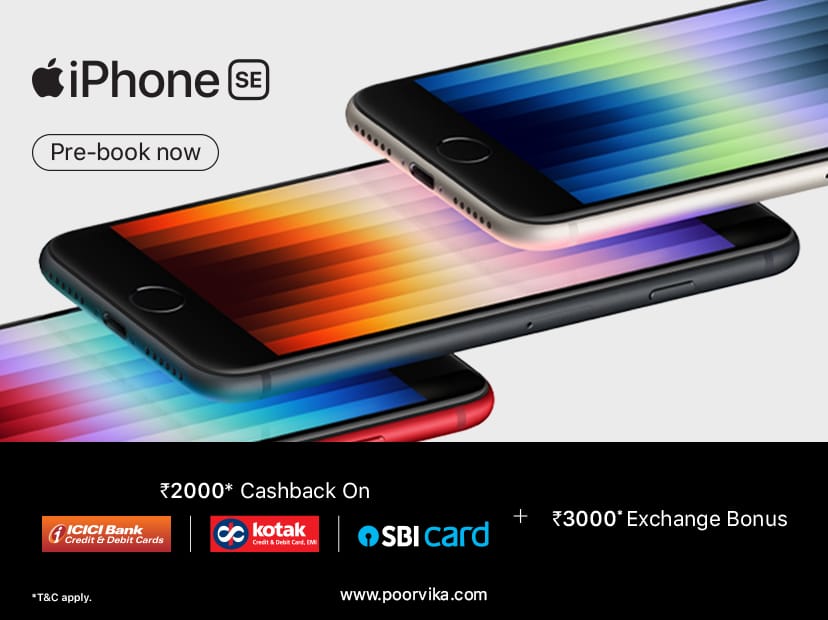 iPhone SE
Pre-book now
₹2000* Cashback On
ICICI Bank
Credit & Debit Cards
kotak
Credit & Debit Card, EMI
SBI card
+ ₹3000* Exchange Bonus
*T&C apply.
www.poorvika.com